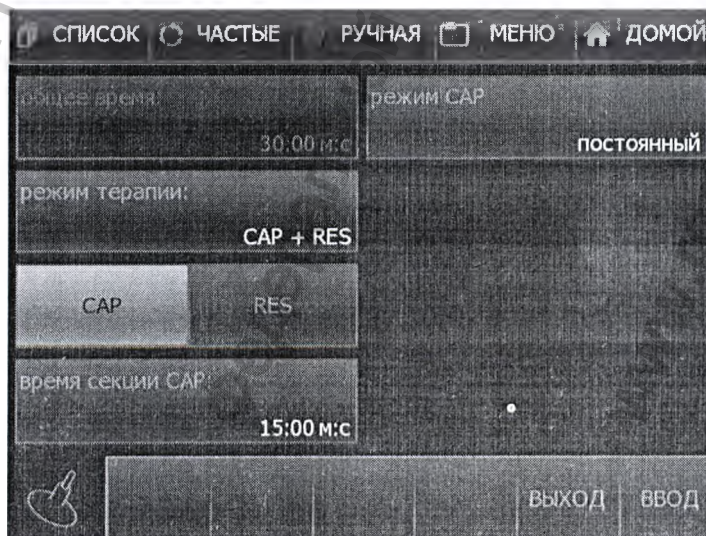 СПИСОК ЧАСТЫЕ РУЧНАЯ МЕНЮ ДОМОЙ
общее время:
30:00 м:с
режим CAP
постоянный
режим терапии:
CAP + RES
CAP RES
время секции CAP:
15:00 м:с
ВЫХОД ВВОД